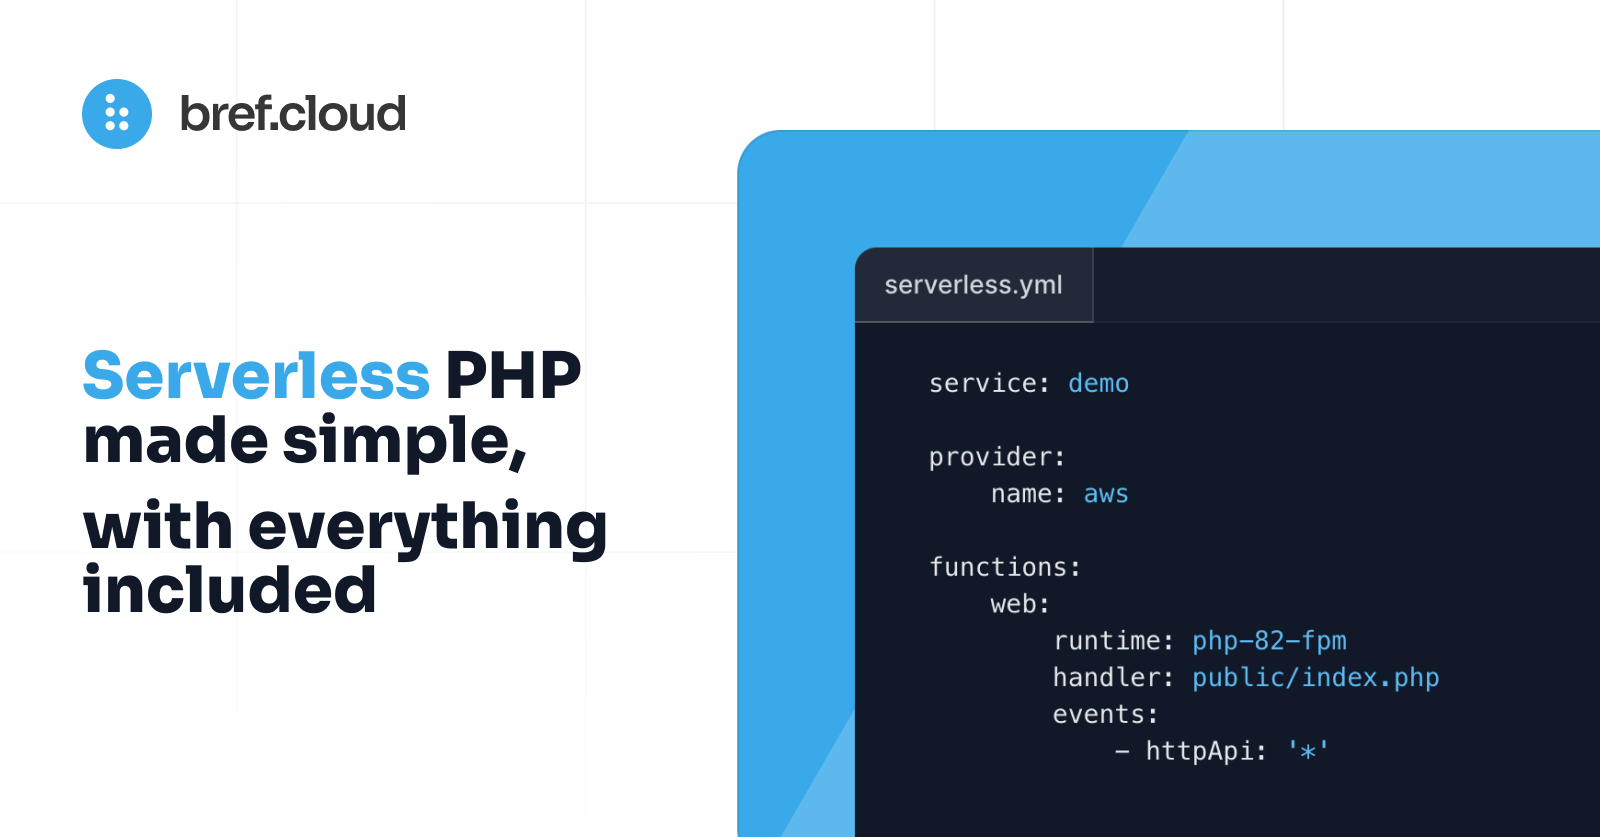 bref.cloud
Serverless PHP
made simple,
with everything
included
serverless.yml
service: demo
provider:
    name: aws
functions:
    web:
        runtime: php-82-fpm
        handler: public/index.php
        events:
            - httpApi: '*'